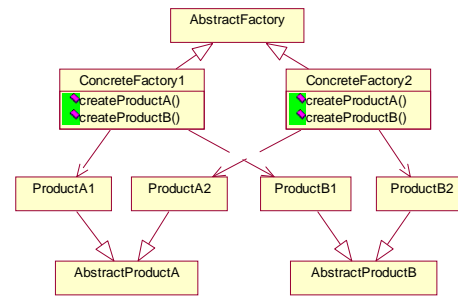 AbstractFactory
ConcreteFactory1
createProductA()
createProductB()
ConcreteFactory2
createProductA()
createProductB()
ProductA1
ProductA2
ProductB1
ProductB2
AbstractProductA
AbstractProductB